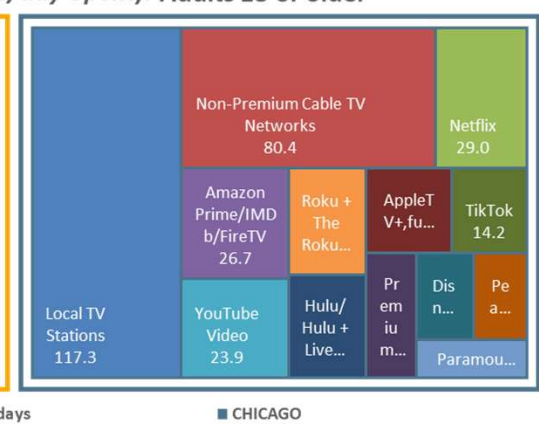 Adults 25 or Older
Non-Premium Cable TV
Networks
80.4
Netflix
29.0
Amazon
Prime/IMD
b/FireTV
26.7
Roku +
The
Roku...
AppleT
V+,fu...
TikTok
14.2
Local TV
Stations
117.3
YouTube
Video
23.9
Hulu/
Hulu +
Live...
Pr
em
iu
m...
Dis
n...
Pe
a...
Paramou...
days
CHICAGO